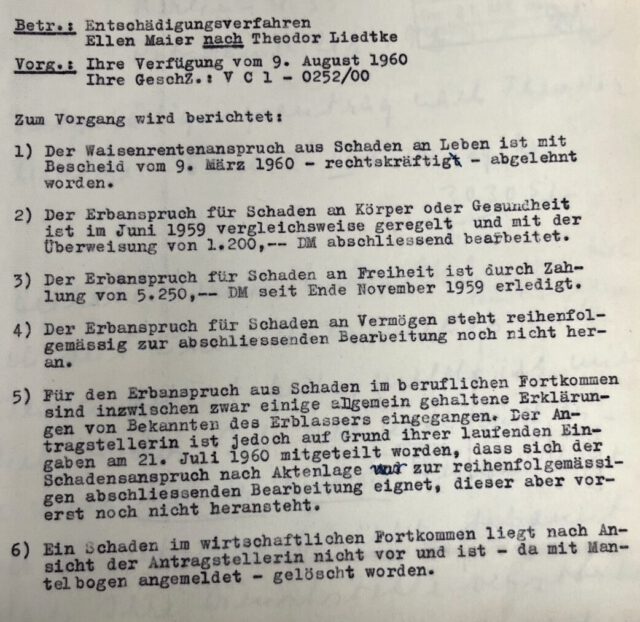 Betr.: Entschädigungsverfahren
Ellen Maier nach Theodor Liedtke
Vorg.: Ihre Verfügung vom 9. August 1960
Ihre GeschZ.: V C 1 - 0252/00
Zum Vorgang wird berichtet:
1) Der Waisenrentenanspruch aus Schaden an Leben ist mit
Bescheid vom 9. März 1960 - rechtskräftig - abgelehnt
worden.
2) Der Erbanspruch für Schaden an Körper oder Gesundheit
ist im Juni 1959 vergleichsweise geregelt und mit der
Überweisung von 1.200,-- DM abschliessend bearbeitet.
3) Der Erbanspruch für Schaden an Freiheit ist durch Zah-
lung von 5.250,-- DM seit Ende November 1959 erledigt.
4) Der Erbanspruch für Schaden an Vermögen steht reihenfol-
gemässig zur abschliessenden Bearbeitung noch nicht her-
an.
5) Für den Erbanspruch aus Schaden im beruflichen Fortkommen
sind inzwischen zwar einige allgemein gehaltene Erklärun-
gen von Bekannten des Erblassers eingegangen. Der An-
tragstellerin ist jedoch auf Grund ihrer laufenden Ein-
gaben am 21. Juli 1960 mitgeteilt worden, dass sich der
Schadensanspruch nach Aktenlage zur reihenfolgemässi-
gen abschliessenden Bearbeitung eignet, dieser aber vor-
erst noch nicht heransteht.
6) Ein Schaden im wirtschaftlichen Fortkommen liegt nach An-
sicht der Antragstellerin nicht vor und ist - da mit Man-
telbogen angemeldet - gelöscht worden.